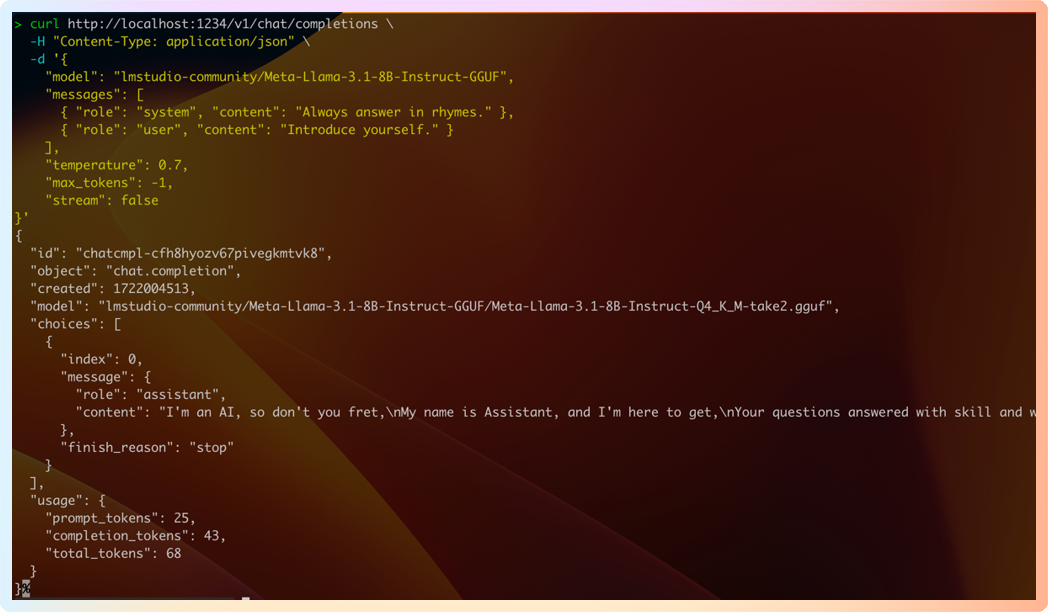 > curl http://localhost:1234/v1/chat/completions \
  -H "Content-Type: application/json" \
  -d '{
    "model": "lmstudio-community/Meta-Llama-3.1-8B-Instruct-GGUF",
    "messages": [
      { "role": "system", "content": "Always answer in rhymes." },
      { "role": "user", "content": "Introduce yourself." }
    ],
    "temperature": 0.7,
    "max_tokens": -1,
    "stream": false
}'
{
  "id": "chatcmpl-cfh8hyozv67pivegkmtvk8",
  "object": "chat.completion",
  "created": 1722004513,
  "model": "lmstudio-community/Meta-Llama-3.1-8B-Instruct-GGUF/Meta-Llama-3.1-8B-Instruct-Q4_K_M-take2.gguf",
  "choices": [
    {
      "index": 0,
      "message": {
        "role": "assistant",
        "content": "I'm an AI, so don't you fret,\nMy name is Assistant, and I'm here to get,\nYour questions answered with skill and
      },
      "finish_reason": "stop"
    }
  ],
  "usage": {
    "prompt_tokens": 25,
    "completion_tokens": 43,
    "total_tokens": 68
  }
}%